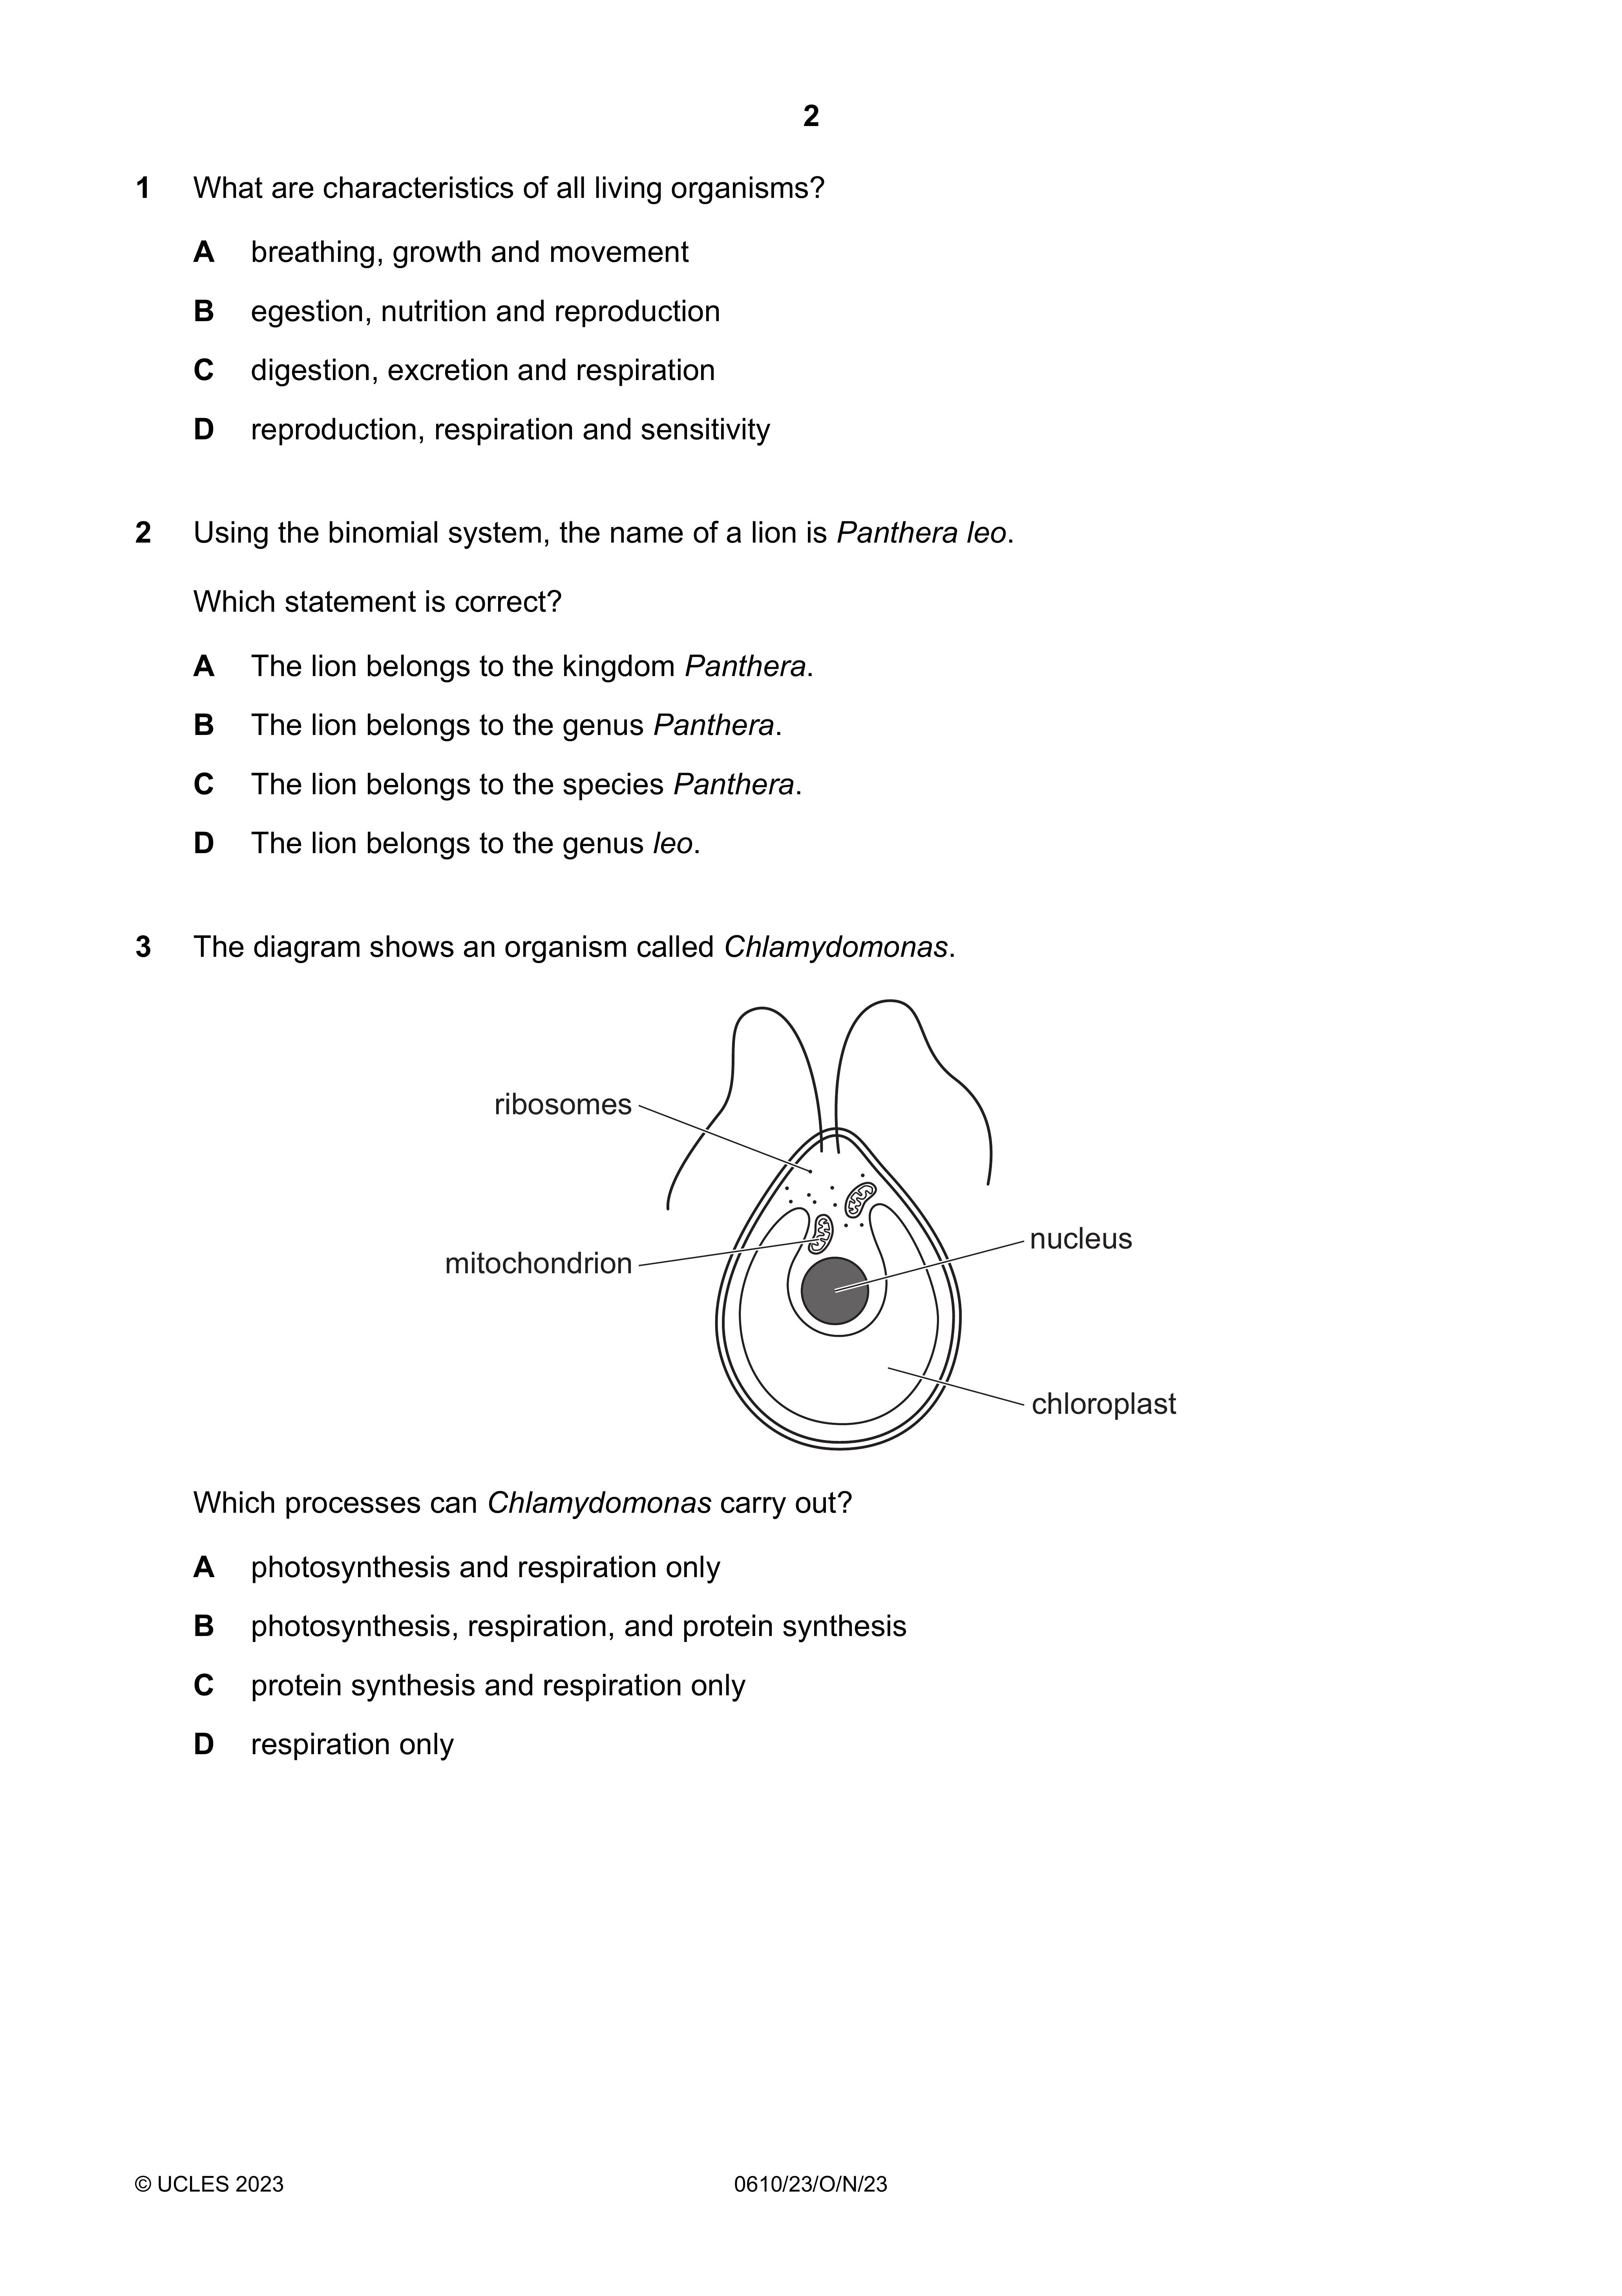 2
1 What are characteristics of all living organisms?
A breathing, growth and movement
B egestion, nutrition and reproduction
C digestion, excretion and respiration
D reproduction, respiration and sensitivity
2 Using the binomial system, the name of a lion is Panthera leo.
Which statement is correct?
A The lion belongs to the kingdom Panthera.
B The lion belongs to the genus Panthera.
C The lion belongs to the species Panthera.
D The lion belongs to the genus leo.
3 The diagram shows an organism called Chlamydomonas.
ribosomes
mitochondrion
nucleus
chloroplast
Which processes can Chlamydomonas carry out?
A photosynthesis and respiration only
B photosynthesis, respiration, and protein synthesis
C protein synthesis and respiration only
D respiration only
© UCLES 2023 0610/23/O/N/23